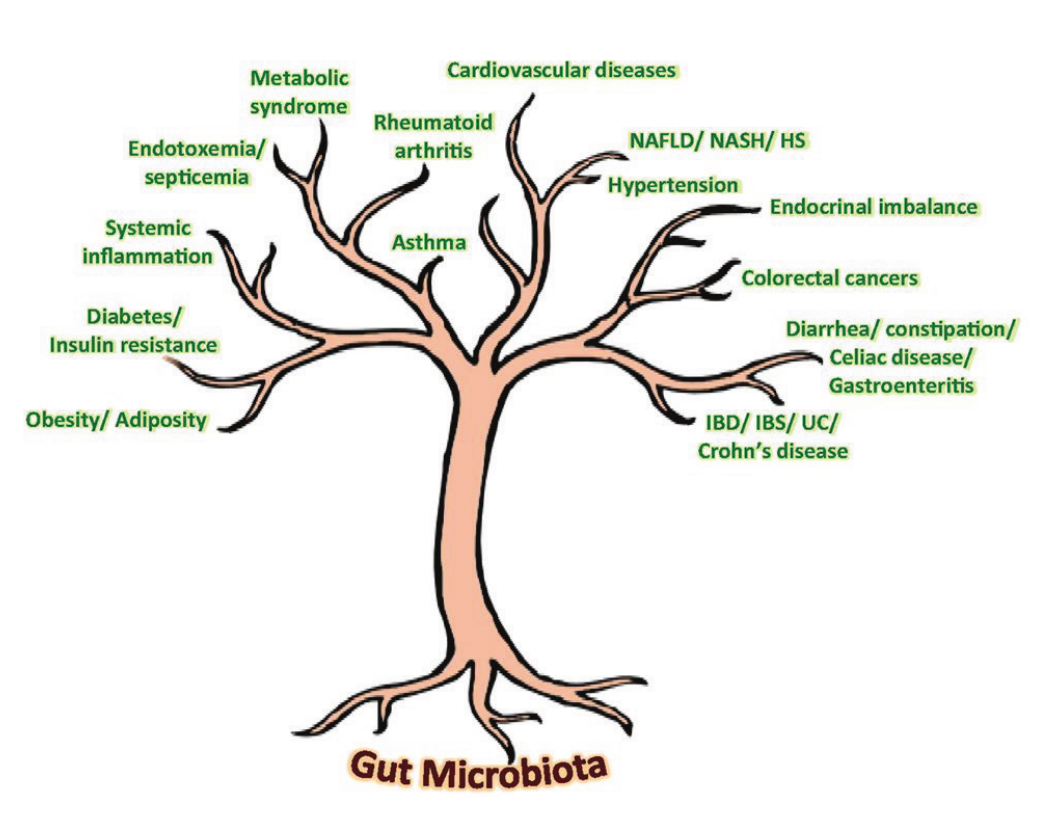 Cardiovascular diseases
Metabolic
syndrome
Rheumatoid
arthritis
NAFLD/ NASH/ HS
Endotoxemia/
septicemia
Hypertension
Endocrinal imbalance
Systemic
inflammation
Asthma
Colorectal cancers
Diabetes/
Insulin resistance
Diarrhea/ constipation/
Celiac disease/
Gastroenteritis
Obesity/ Adiposity
IBD/ IBS/ UC/
Crohn’s disease
Gut Microbiota